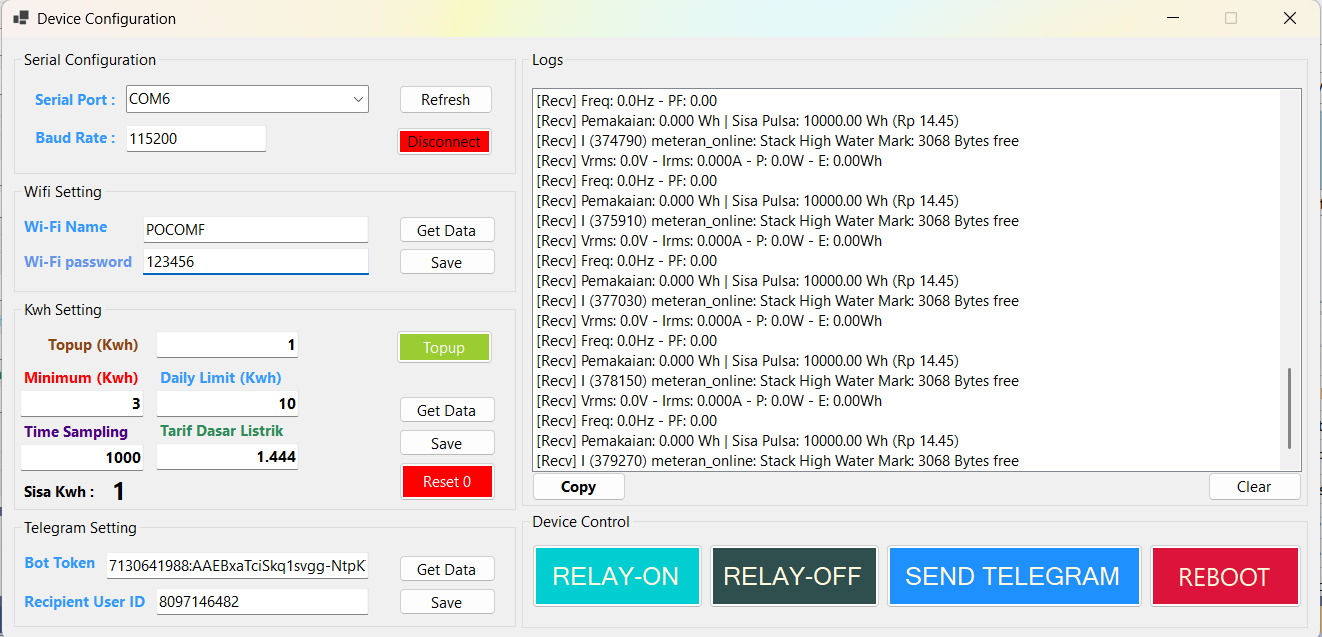 Device Configuration
Serial Configuration
Serial Port :
COM6
Refresh
Baud Rate :
115200
Disconnect
Wifi Setting
Wi-Fi Name
POCOMF
Get Data
Wi-Fi password
123456
Save
Kwh Setting
Topup (Kwh)
1
Topup
Minimum (Kwh)
Daily Limit (Kwh)
3
10
Get Data
Time Sampling
Tarif Dasar Listrik
Save
1000
1.444
Sisa Kwh :
1
Reset 0
Telegram Setting
Bot Token
7130641988:AAEBxaTciSkq1svgg-NtpK
Get Data
Recipient User ID
8097146482
Save
Logs
[Recv] Freq: 0.0Hz - PF: 0.00
[Recv] Pemakaian: 0.000 Wh | Sisa Pulsa: 10000.00 Wh (Rp 14.45)
[Recv] I (374790) meteran_online: Stack High Water Mark: 3068 Bytes free
[Recv] Vrms: 0.0V - Irms: 0.000A - P: 0.0W - E: 0.00Wh
[Recv] Freq: 0.0Hz - PF: 0.00
[Recv] Pemakaian: 0.000 Wh | Sisa Pulsa: 10000.00 Wh (Rp 14.45)
[Recv] I (375910) meteran_online: Stack High Water Mark: 3068 Bytes free
[Recv] Vrms: 0.0V - Irms: 0.000A - P: 0.0W - E: 0.00Wh
[Recv] Freq: 0.0Hz - PF: 0.00
[Recv] Pemakaian: 0.000 Wh | Sisa Pulsa: 10000.00 Wh (Rp 14.45)
[Recv] I (377030) meteran_online: Stack High Water Mark: 3068 Bytes free
[Recv] Vrms: 0.0V - Irms: 0.000A - P: 0.0W - E: 0.00Wh
[Recv] Freq: 0.0Hz - PF: 0.00
[Recv] Pemakaian: 0.000 Wh | Sisa Pulsa: 10000.00 Wh (Rp 14.45)
[Recv] I (378150) meteran_online: Stack High Water Mark: 3068 Bytes free
[Recv] Vrms: 0.0V - Irms: 0.000A - P: 0.0W - E: 0.00Wh
[Recv] Freq: 0.0Hz - PF: 0.00
[Recv] Pemakaian: 0.000 Wh | Sisa Pulsa: 10000.00 Wh (Rp 14.45)
[Recv] I (379270) meteran_online: Stack High Water Mark: 3068 Bytes free
Copy
Clear
Device Control
RELAY-ON
RELAY-OFF
SEND TELEGRAM
REBOOT